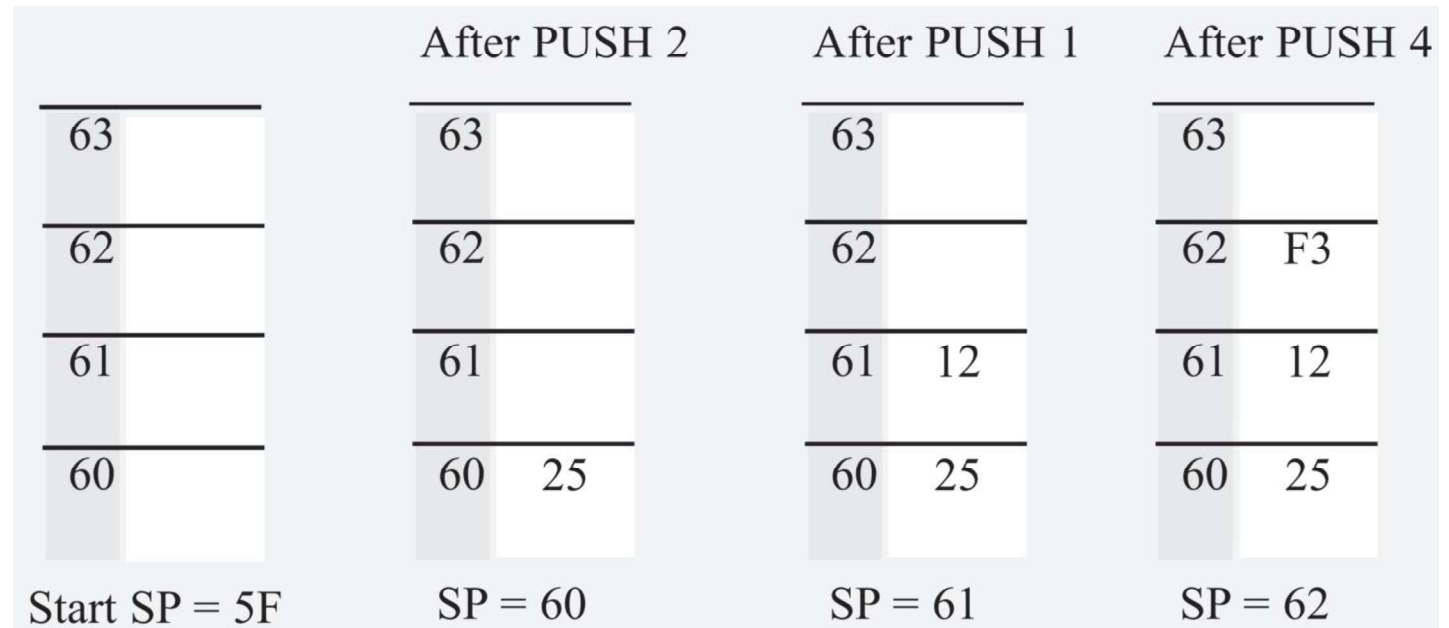 After PUSH 2 After PUSH 1 After PUSH 4
63 63 63 63
62 62 62 62 F3
61 61 61 12 61 12
60 60 25 60 25 60 25
Start SP = 5F SP = 60 SP = 61 SP = 62